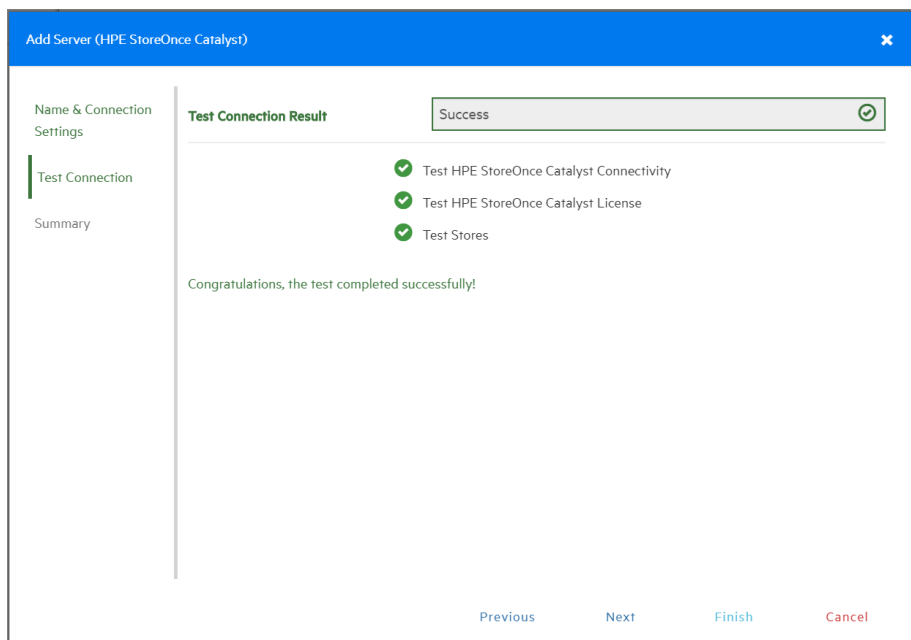 Add Server (HPE StoreOnce Catalyst)
Name & Connection
Settings
Test Connection
Summary
Test Connection Result
Success
Test HPE StoreOnce Catalyst Connectivity
Test HPE StoreOnce Catalyst License
Test Stores
Congratulations, the test completed successfully!
Previous
Next
Finish
Cancel